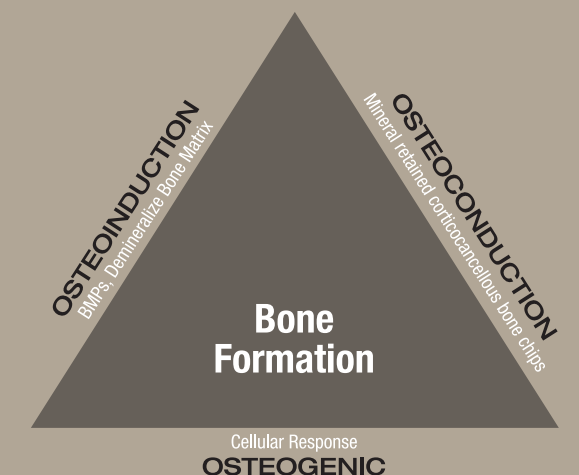 OSTEOINDUCTION
BMPs, Demineralize Bone Matrix
OSTEOCONDUCTION
Mineral retained corticocancellous bone chips
Bone
Formation
Cellular Response
OSTEOGENIC